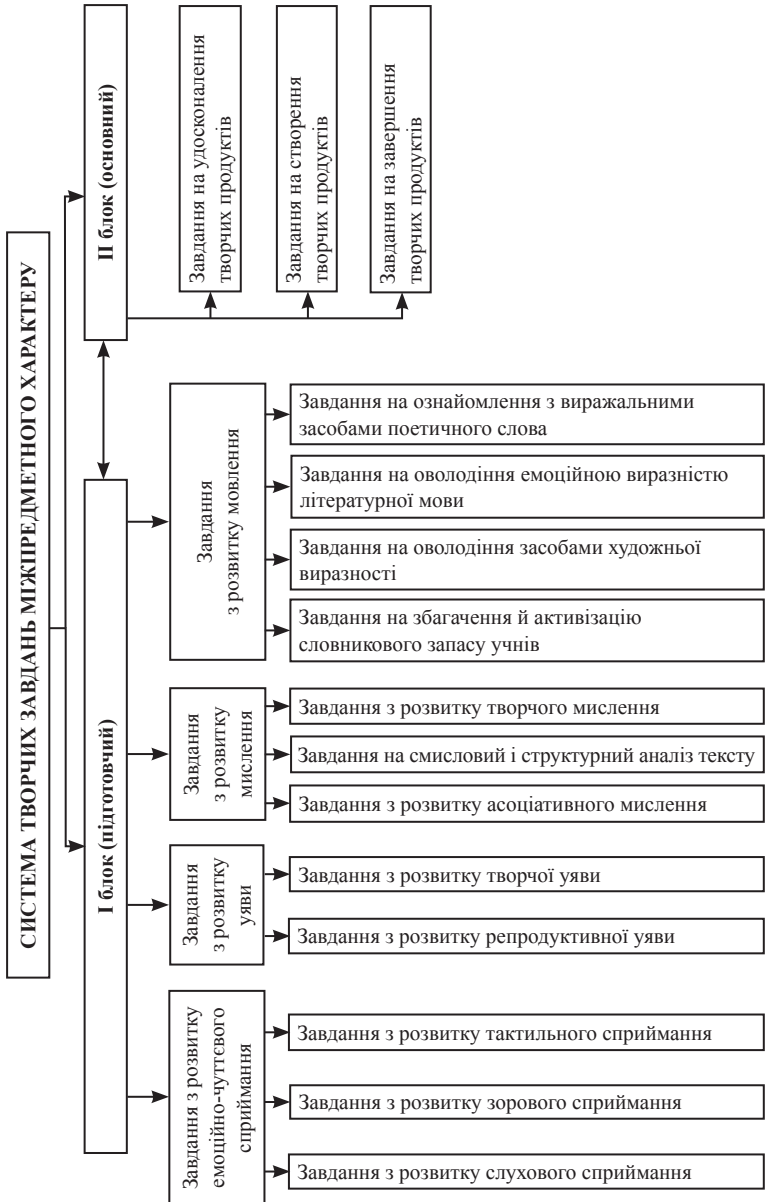 СИСТЕМА ТВОРЧИХ ЗАВДАНЬ МІЖПРЕДМЕТНОГО ХАРАКТЕРУ
І блок (підготовчий)
ІІ блок (основний)
Завдання з розвитку
емоційно-чуттєвого
сприймання
Завдання з розвитку слухового сприймання
Завдання з розвитку зорового сприймання
Завдання з розвитку тактильного сприймання
Завдання
з розвитку
уяви
Завдання з розвитку репродуктивної уяви
Завдання з розвитку творчої уяви
Завдання
з розвитку
мислення
Завдання з розвитку асоціативного мислення
Завдання на смисловий і структурний аналіз тексту
Завдання з розвитку творчого мислення
Завдання
з розвитку мовлення
Завдання на збагачення й активізацію
словникового запасу учнів
Завдання на оволодіння засобами художньої
виразності
Завдання на оволодіння емоційною виразністю
літературної мови
Завдання на ознайомлення з виражальними
засобами поетичного слова
Завдання на удосконалення
творчих продуктів
Завдання на створення
творчих продуктів
Завдання на завершення
творчих продуктів